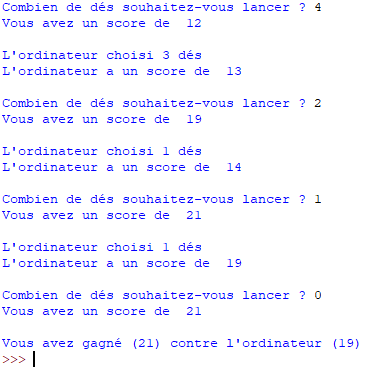 Combien de dés souhaitez-vous lancer ? 4
Vous avez un score de  12
L'ordinateur choisi 3 dés
L'ordinateur a un score de  13
Combien de dés souhaitez-vous lancer ? 2
Vous avez un score de  19
L'ordinateur choisi 1 dés
L'ordinateur a un score de  14
Combien de dés souhaitez-vous lancer ? 1
Vous avez un score de  21
L'ordinateur choisi 1 dés
L'ordinateur a un score de  19
Combien de dés souhaitez-vous lancer ? 0
Vous avez un score de  21
Vous avez gagné (21) contre l'ordinateur (19)
>>>